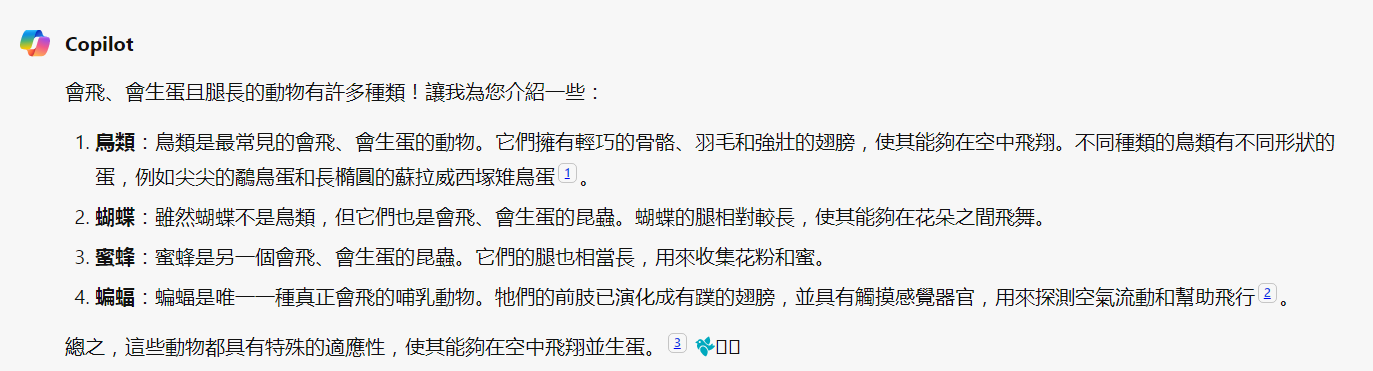 Copilot
會飛、會生蛋且腿長的動物有許多種類！讓我為您介紹一些：
1. 鳥類：鳥類是最常見的會飛、會生蛋的動物。它們擁有輕巧的骨骼、羽毛和強壯的翅膀，使其能夠在空中飛翔。不同種類的鳥類有不同形狀的
蛋，例如尖尖的鷸鳥蛋和長橢圓的蘇拉威西塚雉鳥蛋 1 。
2. 蝴蝶：雖然蝴蝶不是鳥類，但它們也是會飛、會生蛋的昆蟲。蝴蝶的腿相對較長，使其能夠在花朵之間飛舞。
3. 蜜蜂：蜜蜂是另一個會飛、會生蛋的昆蟲。它們的腿也相當長，用來收集花粉和蜜。
4. 蝙蝠：蝙蝠是唯一一種真正會飛的哺乳動物。牠們的前肢已演化成有蹼的翅膀，並具有觸摸感覺器官，用來探測空氣流動和幫助飛行 2 。
總之，這些動物都具有特殊的適應性，使其能夠在空中飛翔並生蛋。 3